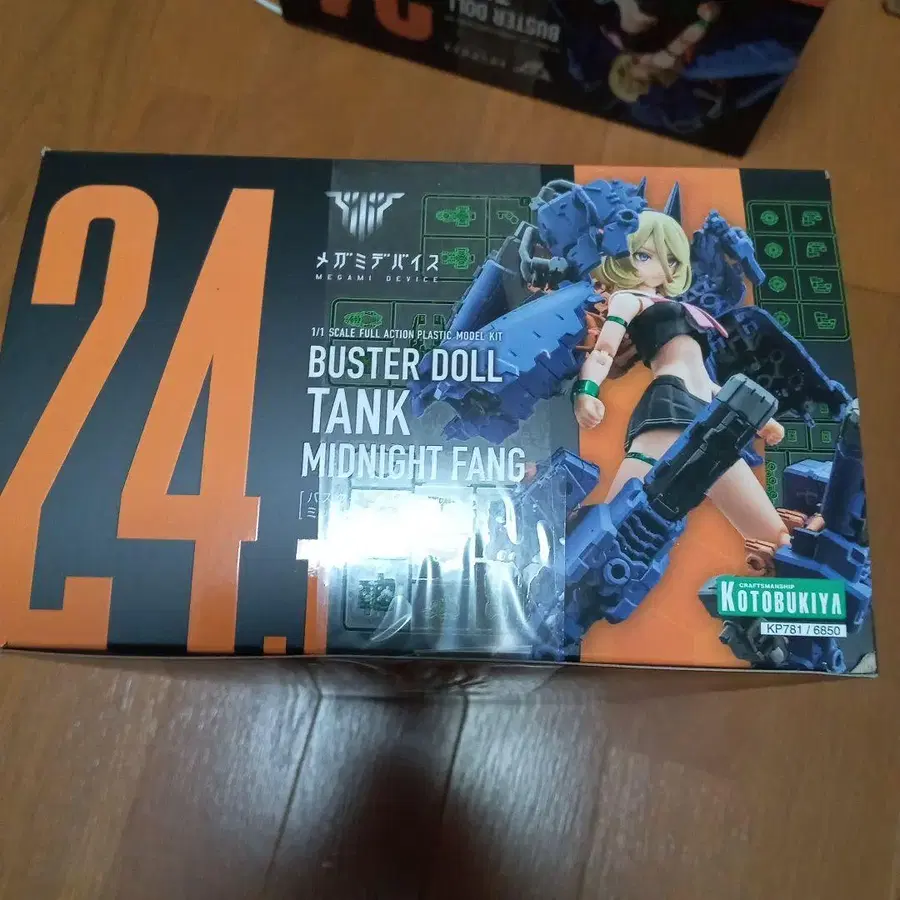 BUSTER DOLL
24
メガミデバイス
MEGAMI DEVICE
1/1 SCALE FULL ACTION PLASTIC MODEL KIT
BUSTER DOLL
TANK
MIDNIGHT FANG
CRAFTSMANSHIP
KOTOBUKIYA
KP781 / 6850